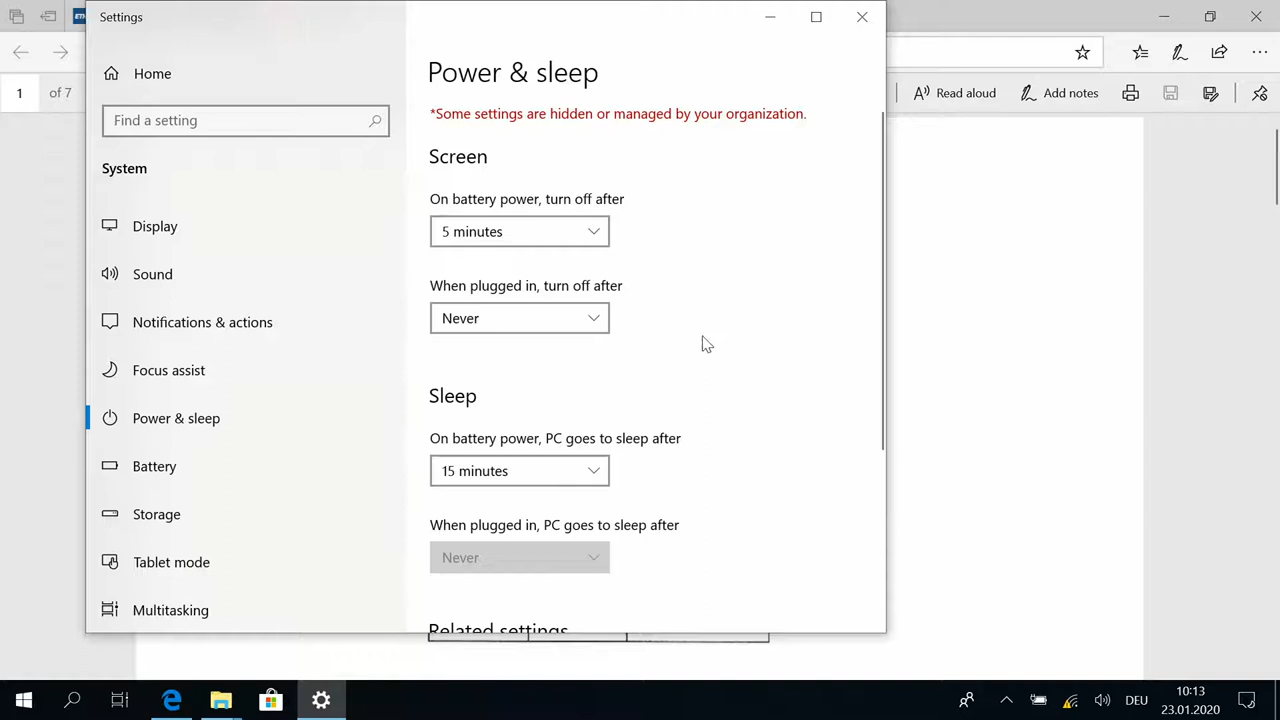 Settings
Home
Find a setting
System
Display
Sound
Notifications & actions
Focus assist
Power & sleep
Battery
Storage
Tablet mode
Multitasking
Power & sleep
*Some settings are hidden or managed by your organization.
Screen
On battery power, turn off after
5 minutes
When plugged in, turn off after
Never
Sleep
On battery power, PC goes to sleep after
15 minutes
When plugged in, PC goes to sleep after
Never
Related settings
1 of 7
Read aloud
Add notes
DEU
10:13
23.01.2020